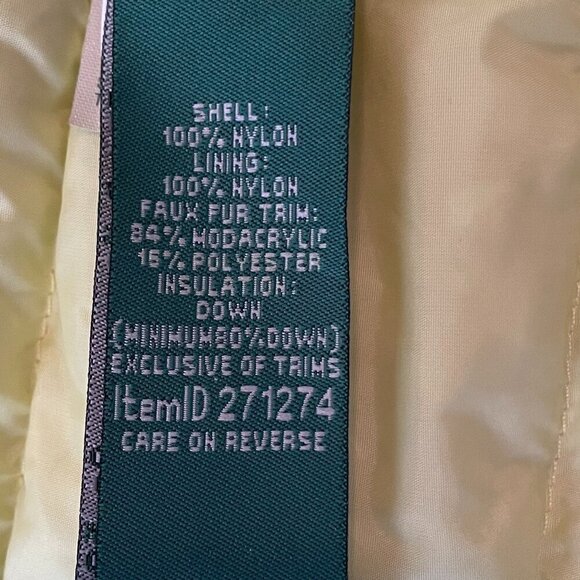 SHELL:
100% NYLON
LINING:
100% NYLON
FAUX FUR TRIM:
84% MODACRYLIC
16% POLYESTER
INSULATION:
DOWN
(MINIMUM80%DOWN)
EXCLUSIVE OF TRIMS
ItemID 271274
CARE ON REVERSE